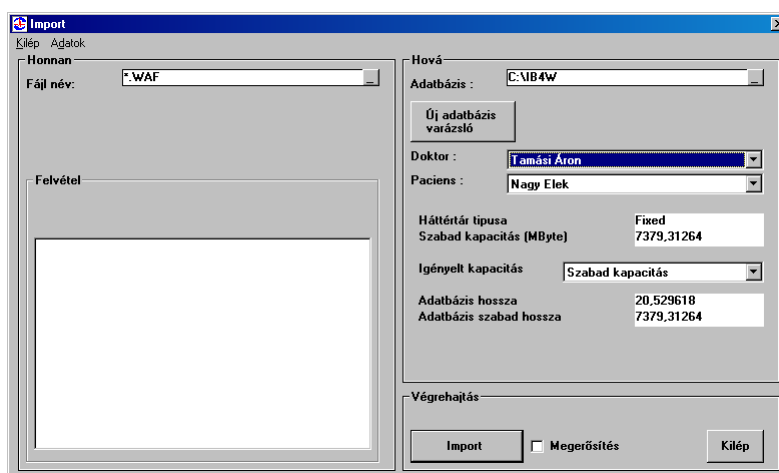 Import
Kilép Adatok
Honnan
Fájl név: *.WAF _
Felvétel
Hová
Adatbázis : C:\IB4W _
Új adatbázis
varázsló
Doktor : Tamási Áron
Paciens : Nagy Elek
Háttértár tipusa Fixed
Szabad kapacitás (MByte) 7379,31264
Igényelt kapacitás Szabad kapacitás
Adatbázis hossza 20,529618
Adatbázis szabad hossza 7379,31264
Végrehajtás
Import Megerősítés Kilép